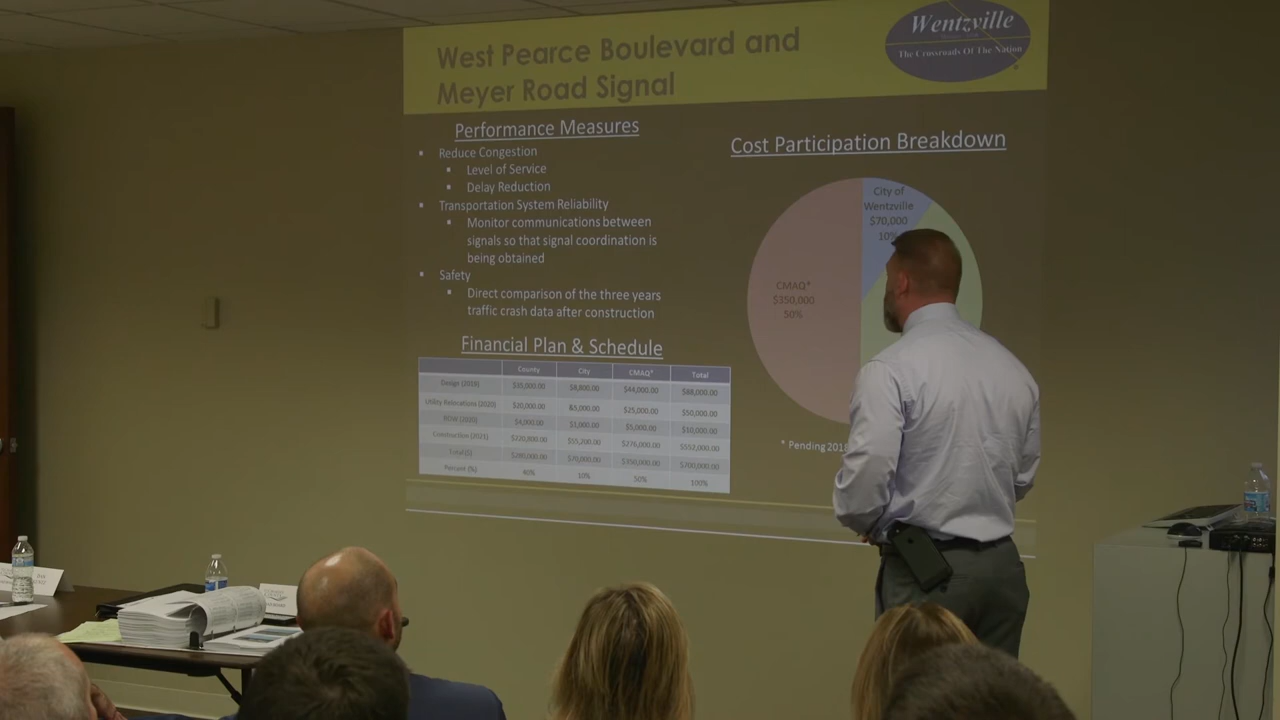 West Pearce Boulevard and
Meyer Road Signal
Wentzville
The Crossroads Of The Nation
Performance Measures
Reduce Congestion
Level of Service
Delay Reduction
Transportation System Reliability
Monitor communications between
signals so that signal coordination is
being obtained
Safety
Direct comparison of the three years
traffic crash data after construction
Financial Plan & Schedule
County City CMAQ* Total
Design (2019) $35,000.00 $8,800.00 $44,000.00 $88,000.00
Utility Relocations (2020) $20,000.00 $5,000.00 $25,000.00 $50,000.00
ROW (2020) $4,000.00 $1,000.00 $5,000.00 $10,000.00
Construction (2021) $220,800.00 $55,200.00 $276,000.00 $552,000.00
Total ($) $280,000.00 $70,000.00 $350,000.00 $700,000.00
Percent (%) 40% 10% 50% 100%
Cost Participation Breakdown
City of
Wentzville
$70,000
10%
CMAQ*
$350,000
50%
* Pending 2018